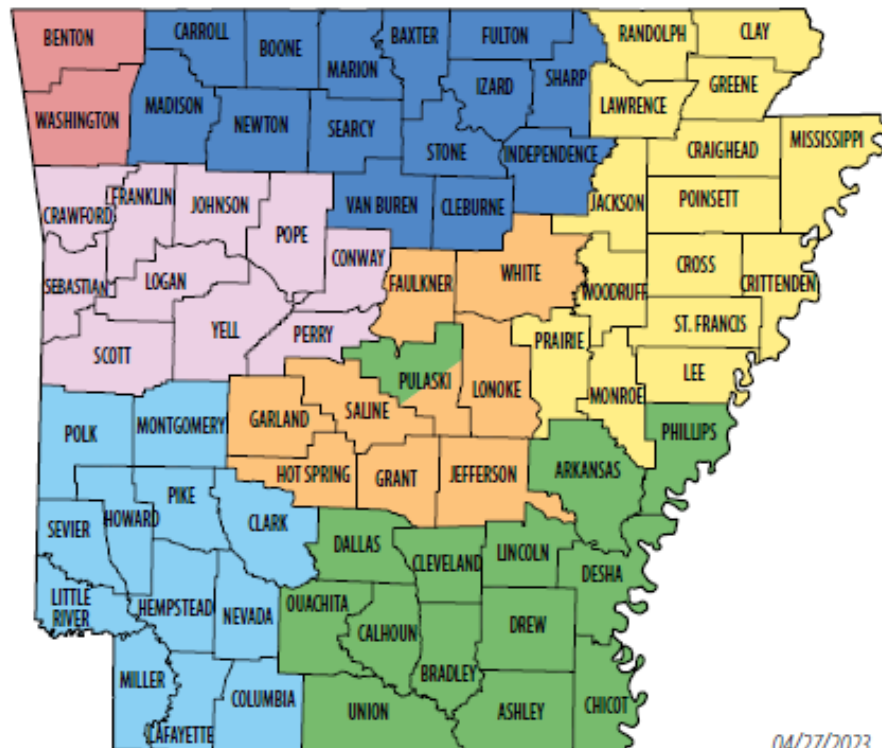 BENTON
CARROLL
BOONE
MARION
BAXTER
FULTON
RANDOLPH
CLAY
WASHINGTON
MADISON
NEWTON
SEARCY
IZARD
SHARP
LAWRENCE
GREENE
STONE
INDEPENDENCE
CRAIGHEAD
MISSISSIPPI
CRAWFORD
FRANKLIN
JOHNSON
POPE
VAN BUREN
CLEBURNE
JACKSON
POINSETT
SEBASTIAN
LOGAN
CONWAY
FAULKNER
WHITE
WOODRUFF
CROSS
CRITTENDEN
SCOTT
YELL
PERRY
PULASKI
LONOKE
PRAIRIE
ST. FRANCIS
MONROE
LEE
POLK
MONTGOMERY
GARLAND
SALINE
PHILLIPS
HOT SPRING
GRANT
JEFFERSON
ARKANSAS
SEVIER
HOWARD
PIKE
CLARK
DALLAS
CLEVELAND
LINCOLN
DESHA
LITTLE
RIVER
HEMPSTEAD
NEVADA
OUACHITA
CALHOUN
BRADLEY
DREW
MILLER
LAFAYETTE
COLUMBIA
UNION
ASHLEY
CHICOT
04/27/2023